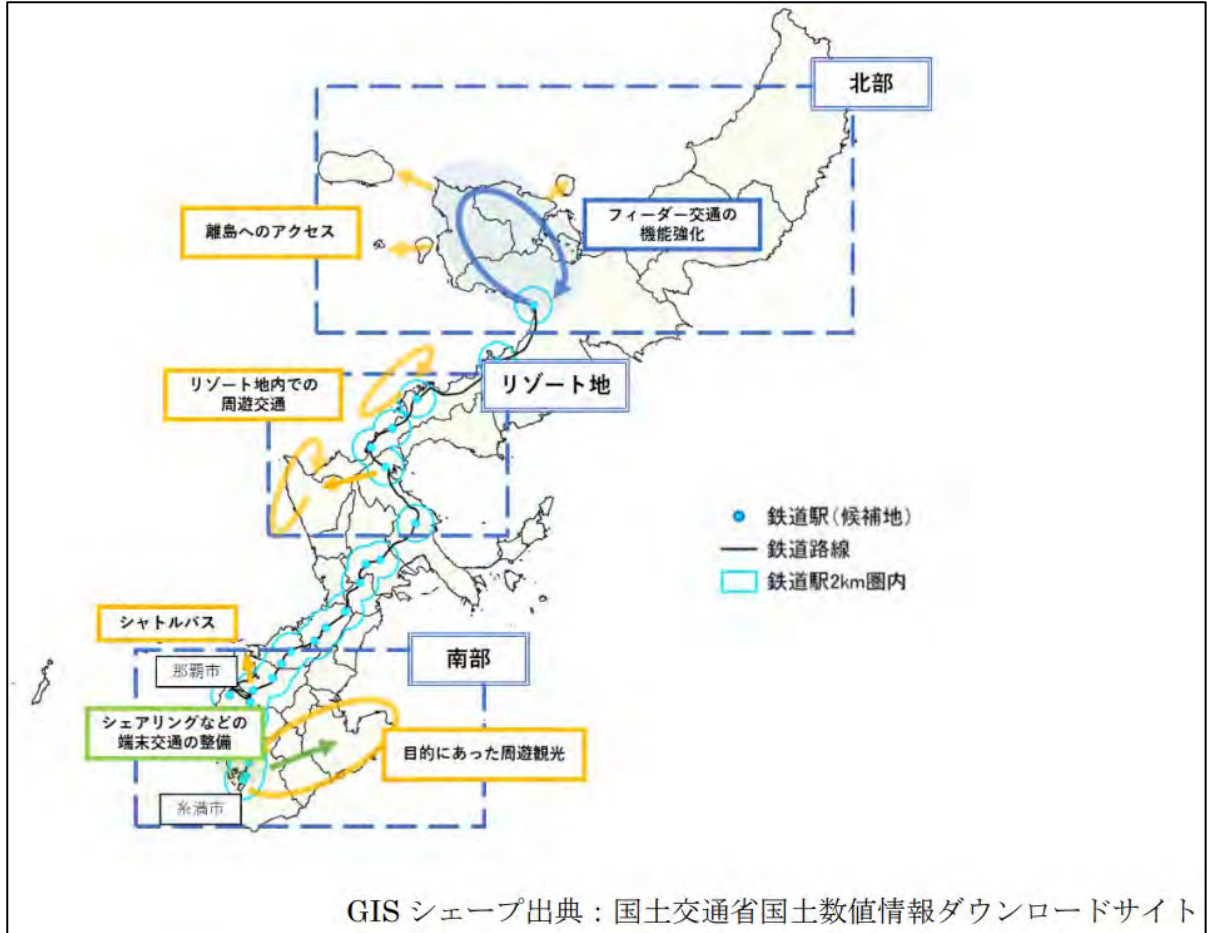 北部
離島へのアクセス
フィーダー交通の
機能強化
リゾート地内での
周遊交通
リゾート地
鉄道駅(候補地)
鉄道路線
鉄道駅2km圏内
シャトルバス
那覇市
南部
シェアリングなどの
端末交通の整備
目的にあった周遊観光
糸満市
GIS シェープ出典：国土交通省国土数値情報ダウンロードサイト